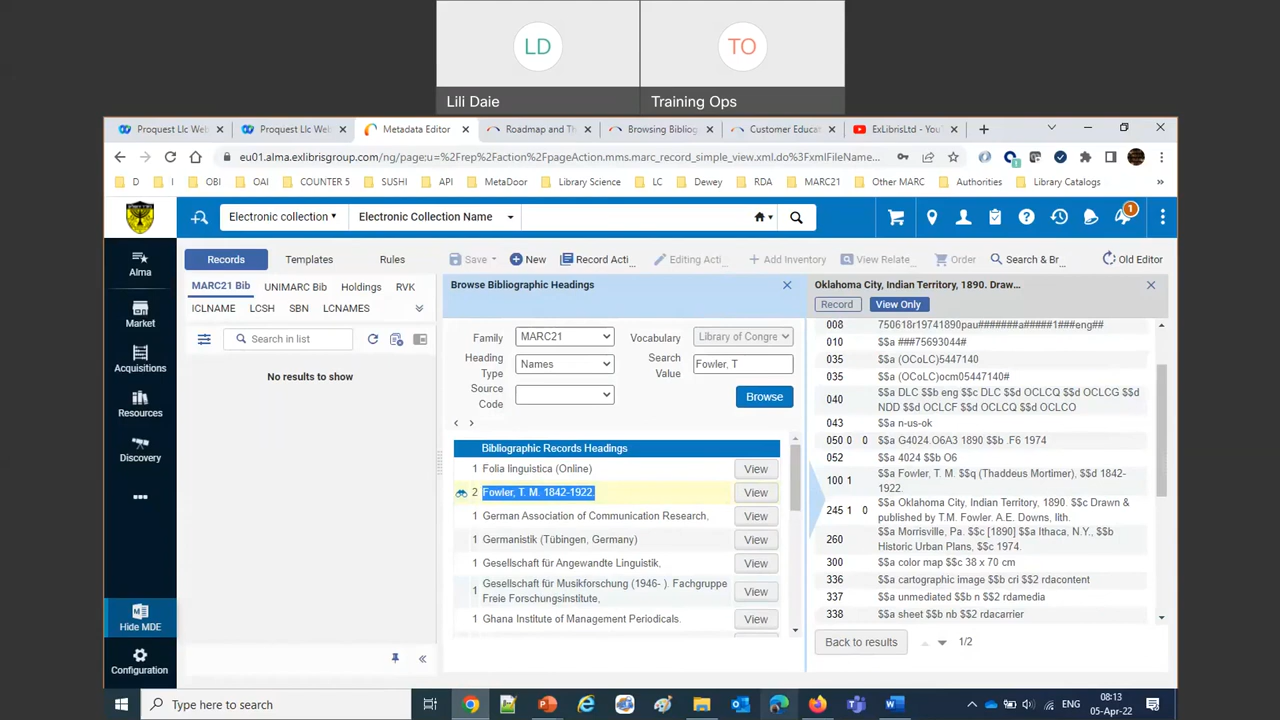 LD
TO
Lili Daie
Training Ops
Proquest Llc Web
Proquest Llc Web
Metadata Editor
Roadmap and Th
Browsing Bibliog
Customer Educat
ExLibrisLtd - You
eu01.alma.exlibrisgroup.com/ng/page:u=%2Frep%2Faction%2FpageAction.mms.marc_record_simple_view.xml.do%3FxmlFileName...
D
I
OBI
OAI
COUNTER 5
SUSHI
API
MetaDoor
Library Science
LC
Dewey
RDA
MARC21
Other MARC
Authorities
Library Catalogs
»
Electronic collection
Electronic Collection Name
1
Alma
Market
Acquisitions
Resources
Discovery
Hide MDE
Configuration
Records
Templates
Rules
Save
New
Record Acti...
Editing Acti...
Add Inventory
View Relate...
Order
Search & Br...
Old Editor
MARC21 Bib
UNIMARC Bib
Holdings
RVK
ICLNAME
LCSH
SBN
LCNAMES
Search in list
No results to show
Browse Bibliographic Headings
Family
MARC21
Vocabulary
Library of Congre
Heading Type
Names
Search Value
Fowler, T
Source Code
Browse
Bibliographic Records Headings
1 Folia linguistica (Online) View
2 Fowler, T. M. 1842-1922. View
1 German Association of Communication Research, View
1 Germanistik (Tübingen, Germany) View
1 Gesellschaft für Angewandte Linguistik, View
1 Gesellschaft für Musikforschung (1946- ). Fachgruppe
Freie Forschungsinstitute, View
1 Ghana Institute of Management Periodicals. View
Oklahoma City, Indian Territory, 1890. Draw...
Record
View Only
008 750618r19741890pau#######a#####1###eng##
010 $$a ###75693044#
035 $$a (OCoLC)5447140
035 $$a (OCoLC)ocm05447140#
040 $$a DLC $$b eng $$c DLC $$d OCLCQ $$d OCLCG $$d
NDD $$d OCLCF $$d OCLCQ $$d OCLCO
043 $$a n-us-ok
050 0 0 $$a G4024.O6A3 1890 $$b .F6 1974
052 $$a 4024 $$b O6
100 1 $$a Fowler, T. M. $$q (Thaddeus Mortimer), $$d 1842-
1922.
245 1 0 $$a Oklahoma City, Indian Territory, 1890. $$c Drawn &
published by T.M. Fowler. A.E. Downs, lith.
260 $$a Morrisville, Pa. $$c [1890] $$a Ithaca, N.Y., $$b
Historic Urban Plans, $$c 1974.
300 $$a color map $$c 38 x 70 cm
336 $$a cartographic image $$b cri $$2 rdacontent
337 $$a unmediated $$b n $$2 rdamedia
338 $$a sheet $$b nb $$2 rdacarrier
Back to results
1/2
Type here to search
ENG
08:13
05-Apr-22